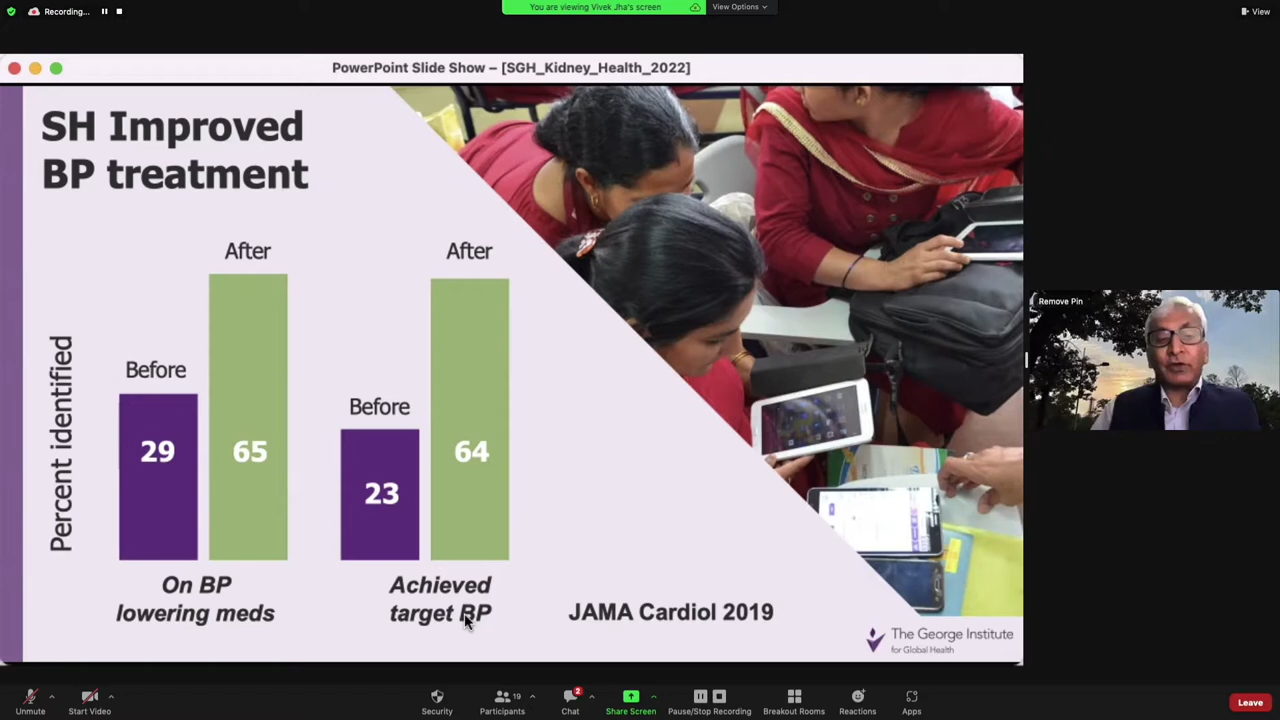 Recording...
You are viewing Vivek Jha's screen
View Options
View
PowerPoint Slide Show – [SGH_Kidney_Health_2022]
SH Improved
BP treatment
After
After
Before
Before
29
65
23
64
Percent identified
On BP
lowering meds
Achieved
target BP
JAMA Cardiol 2019
The George Institute
for Global Health
Remove Pin
Unmute
Start Video
Security
Participants
19
Chat
2
Share Screen
Pause/Stop Recording
Breakout Rooms
Reactions
Apps
Leave